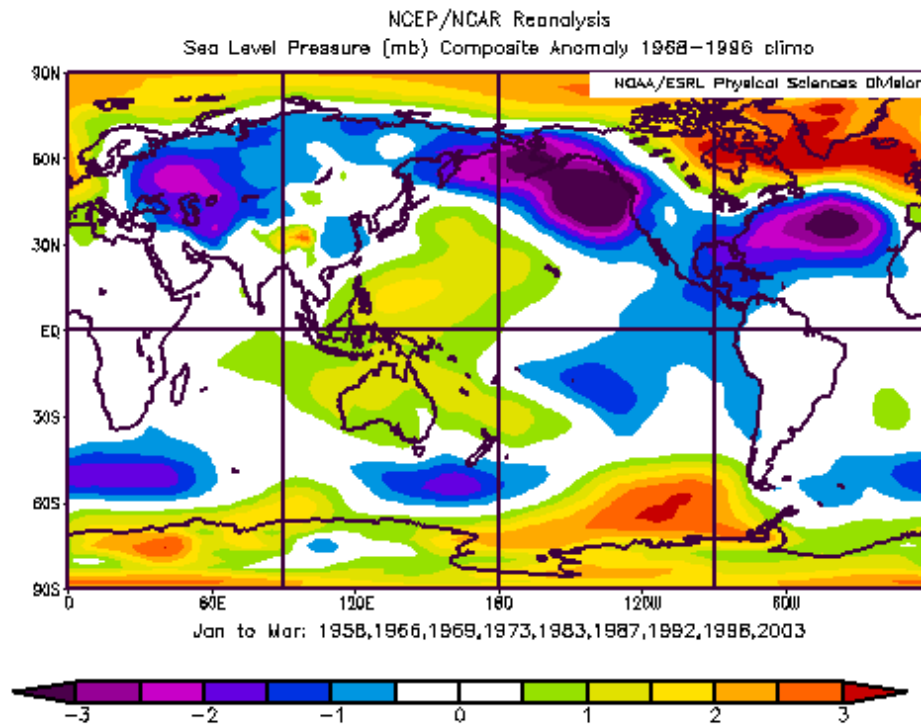 NCEP/NCAR Reanalysis
Sea Level Pressure (mb) Composite Anomaly 1968-1996 climo
NOAA/ESRL Physical Sciences Division
90N
60N
30N
EQ
30S
60S
90S
0 60E 120E 180 120W 60W
Jan to Mar: 1958,1966,1969,1973,1983,1987,1992,1998,2003
-3 -2 -1 0 1 2 3